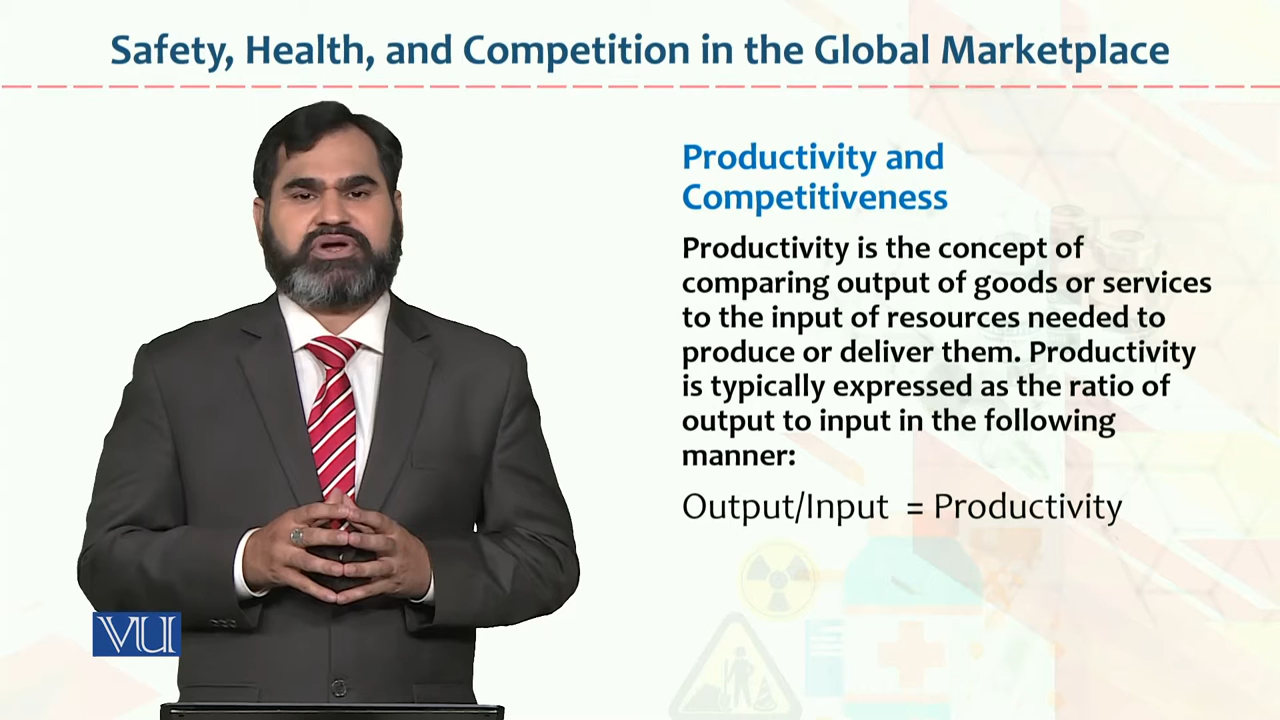 Safety, Health, and Competition in the Global Marketplace
Productivity and
Competitiveness
Productivity is the concept of
comparing output of goods or services
to the input of resources needed to
produce or deliver them. Productivity
is typically expressed as the ratio of
output to input in the following
manner:
Output/Input = Productivity
VU